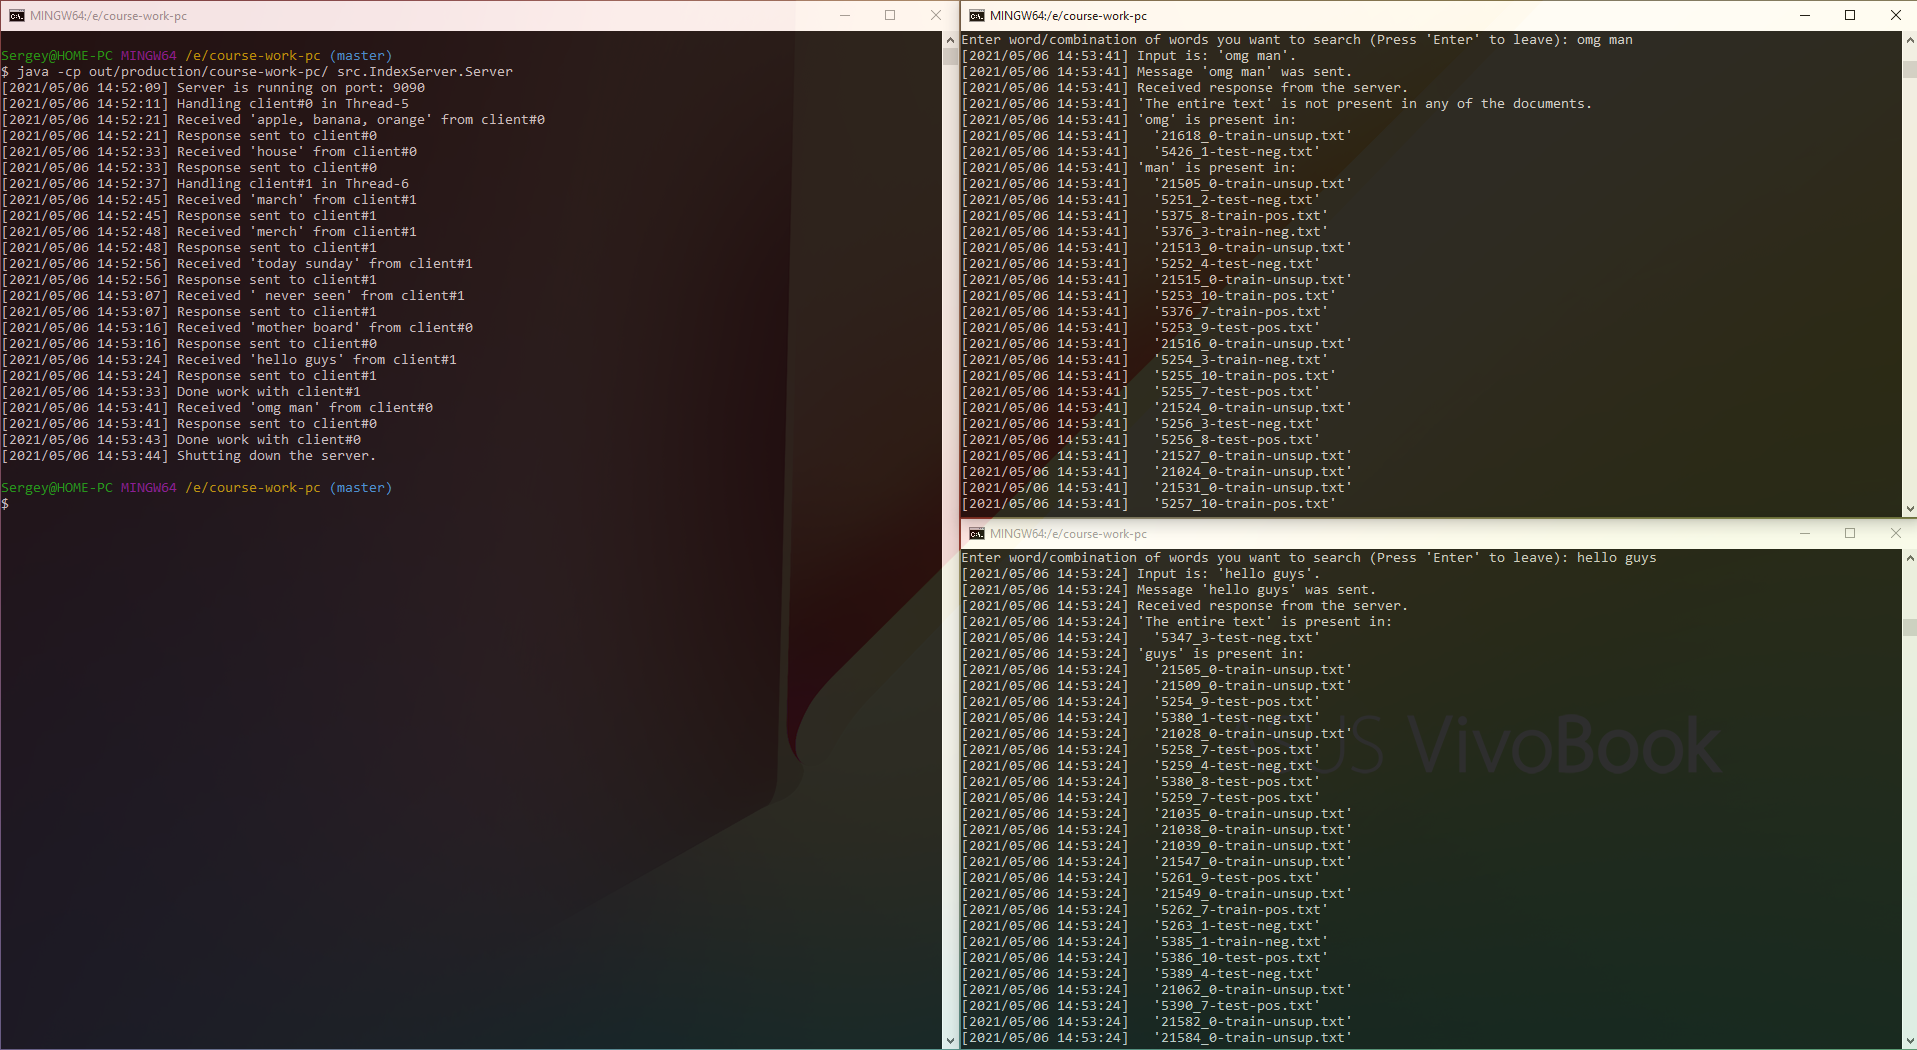 MINGW64:/e/course-work-pc
Sergey@HOME-PC MINGW64 /e/course-work-pc (master)
$ java -cp out/production/course-work-pc/ src.IndexServer.Server
[2021/05/06 14:52:09] Server is running on port: 9090
[2021/05/06 14:52:11] Handling client#0 in Thread-5
[2021/05/06 14:52:21] Received 'apple, banana, orange' from client#0
[2021/05/06 14:52:21] Response sent to client#0
[2021/05/06 14:52:33] Received 'house' from client#0
[2021/05/06 14:52:33] Response sent to client#0
[2021/05/06 14:52:37] Handling client#1 in Thread-6
[2021/05/06 14:52:45] Received 'march' from client#1
[2021/05/06 14:52:45] Response sent to client#1
[2021/05/06 14:52:48] Received 'merch' from client#1
[2021/05/06 14:52:48] Response sent to client#1
[2021/05/06 14:52:56] Received 'today sunday' from client#1
[2021/05/06 14:52:56] Response sent to client#1
[2021/05/06 14:53:07] Received ' never seen' from client#1
[2021/05/06 14:53:07] Response sent to client#1
[2021/05/06 14:53:16] Received 'mother board' from client#0
[2021/05/06 14:53:16] Response sent to client#0
[2021/05/06 14:53:24] Received 'hello guys' from client#1
[2021/05/06 14:53:24] Response sent to client#1
[2021/05/06 14:53:33] Done work with client#1
[2021/05/06 14:53:41] Received 'omg man' from client#0
[2021/05/06 14:53:41] Response sent to client#0
[2021/05/06 14:53:43] Done work with client#0
[2021/05/06 14:53:44] Shutting down the server.
Sergey@HOME-PC MINGW64 /e/course-work-pc (master)
$
MINGW64:/e/course-work-pc
Enter word/combination of words you want to search (Press 'Enter' to leave): omg man
[2021/05/06 14:53:41] Input is: 'omg man'.
[2021/05/06 14:53:41] Message 'omg man' was sent.
[2021/05/06 14:53:41] Received response from the server.
[2021/05/06 14:53:41] 'The entire text' is not present in any of the documents.
[2021/05/06 14:53:41] 'omg' is present in:
[2021/05/06 14:53:41]   '21618_0-train-unsup.txt'
[2021/05/06 14:53:41]   '5426_1-test-neg.txt'
[2021/05/06 14:53:41] 'man' is present in:
[2021/05/06 14:53:41]   '21505_0-train-unsup.txt'
[2021/05/06 14:53:41]   '5251_2-test-neg.txt'
[2021/05/06 14:53:41]   '5375_8-train-pos.txt'
[2021/05/06 14:53:41]   '5376_3-train-neg.txt'
[2021/05/06 14:53:41]   '21513_0-train-unsup.txt'
[2021/05/06 14:53:41]   '5252_4-test-neg.txt'
[2021/05/06 14:53:41]   '21515_0-train-unsup.txt'
[2021/05/06 14:53:41]   '5253_10-train-pos.txt'
[2021/05/06 14:53:41]   '5376_7-train-pos.txt'
[2021/05/06 14:53:41]   '5253_9-test-pos.txt'
[2021/05/06 14:53:41]   '21516_0-train-unsup.txt'
[2021/05/06 14:53:41]   '5254_3-train-neg.txt'
[2021/05/06 14:53:41]   '5255_10-train-pos.txt'
[2021/05/06 14:53:41]   '5255_7-test-pos.txt'
[2021/05/06 14:53:41]   '21524_0-train-unsup.txt'
[2021/05/06 14:53:41]   '5256_3-test-neg.txt'
[2021/05/06 14:53:41]   '5256_8-test-pos.txt'
[2021/05/06 14:53:41]   '21527_0-train-unsup.txt'
[2021/05/06 14:53:41]   '21024_0-train-unsup.txt'
[2021/05/06 14:53:41]   '21531_0-train-unsup.txt'
[2021/05/06 14:53:41]   '5257_10-train-pos.txt'
MINGW64:/e/course-work-pc
Enter word/combination of words you want to search (Press 'Enter' to leave): hello guys
[2021/05/06 14:53:24] Input is: 'hello guys'.
[2021/05/06 14:53:24] Message 'hello guys' was sent.
[2021/05/06 14:53:24] Received response from the server.
[2021/05/06 14:53:24] 'The entire text' is present in:
[2021/05/06 14:53:24]   '5347_3-test-neg.txt'
[2021/05/06 14:53:24] 'guys' is present in:
[2021/05/06 14:53:24]   '21505_0-train-unsup.txt'
[2021/05/06 14:53:24]   '21509_0-train-unsup.txt'
[2021/05/06 14:53:24]   '5254_9-test-pos.txt'
[2021/05/06 14:53:24]   '5380_1-test-neg.txt'
[2021/05/06 14:53:24]   '21028_0-train-unsup.txt'
[2021/05/06 14:53:24]   '5258_7-test-pos.txt'
[2021/05/06 14:53:24]   '5259_4-test-neg.txt'
[2021/05/06 14:53:24]   '5380_8-test-pos.txt'
[2021/05/06 14:53:24]   '5259_7-test-pos.txt'
[2021/05/06 14:53:24]   '21035_0-train-unsup.txt'
[2021/05/06 14:53:24]   '21038_0-train-unsup.txt'
[2021/05/06 14:53:24]   '21039_0-train-unsup.txt'
[2021/05/06 14:53:24]   '21547_0-train-unsup.txt'
[2021/05/06 14:53:24]   '5261_9-test-pos.txt'
[2021/05/06 14:53:24]   '21549_0-train-unsup.txt'
[2021/05/06 14:53:24]   '5262_7-train-pos.txt'
[2021/05/06 14:53:24]   '5263_1-test-neg.txt'
[2021/05/06 14:53:24]   '5385_1-train-neg.txt'
[2021/05/06 14:53:24]   '5386_10-test-pos.txt'
[2021/05/06 14:53:24]   '5389_4-test-neg.txt'
[2021/05/06 14:53:24]   '21062_0-train-unsup.txt'
[2021/05/06 14:53:24]   '5390_7-test-pos.txt'
[2021/05/06 14:53:24]   '21582_0-train-unsup.txt'
[2021/05/06 14:53:24]   '21584_0-train-unsup.txt'
US VivoBook